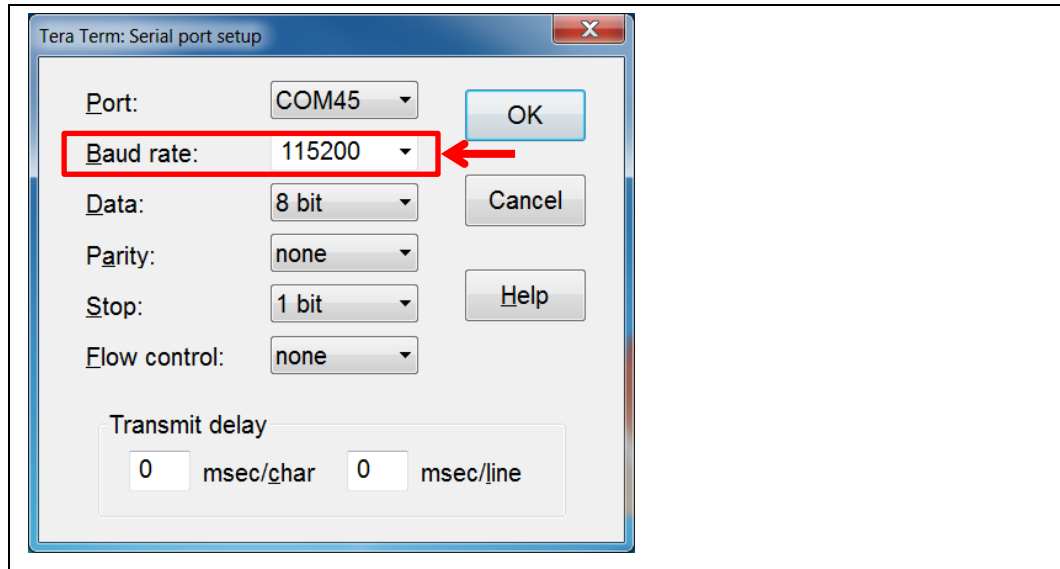 Tera Term: Serial port setup
Port: COM45 OK
Baud rate: 115200
Data: 8 bit Cancel
Parity: none
Stop: 1 bit Help
Flow control: none
Transmit delay
0 msec/char 0 msec/line